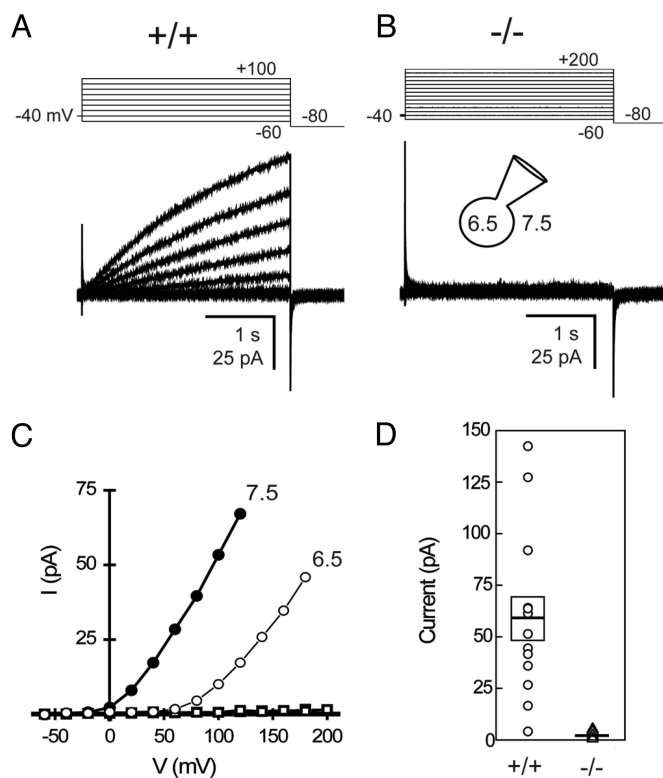 A
+/+
+100
-40 mV
-80
-60
1 s
25 pA
B
-/-
+200
-40
-80
-60
6.5 7.5
1 s
25 pA
C
75
50
25
I (pA)
7.5
6.5
-50 0 50 100 150 200
V (mV)
D
150
125
100
75
50
25
0
Current (pA)
+/+ -/-